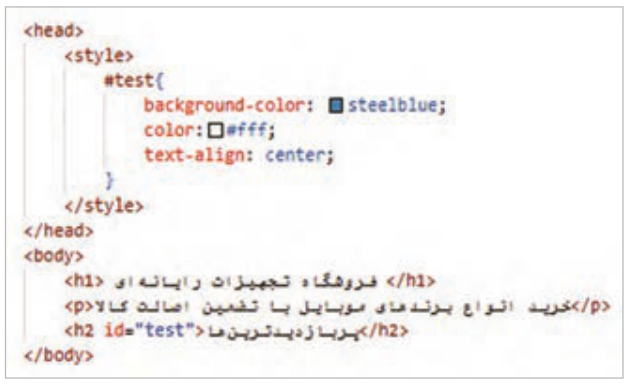 <head>
<style>
#test{
background-color: steelblue;
color:#fff;
text-align: center;
}
</style>
</head>
<body>
<h1> فروشگاه تجهیزات رایانه‌ای </h1>
<p>خرید انواع برندهای موبایل با تضمین اصالت کالا</p>
<h2 id="test">پربازدیدترین‌ها</h2>
</body>